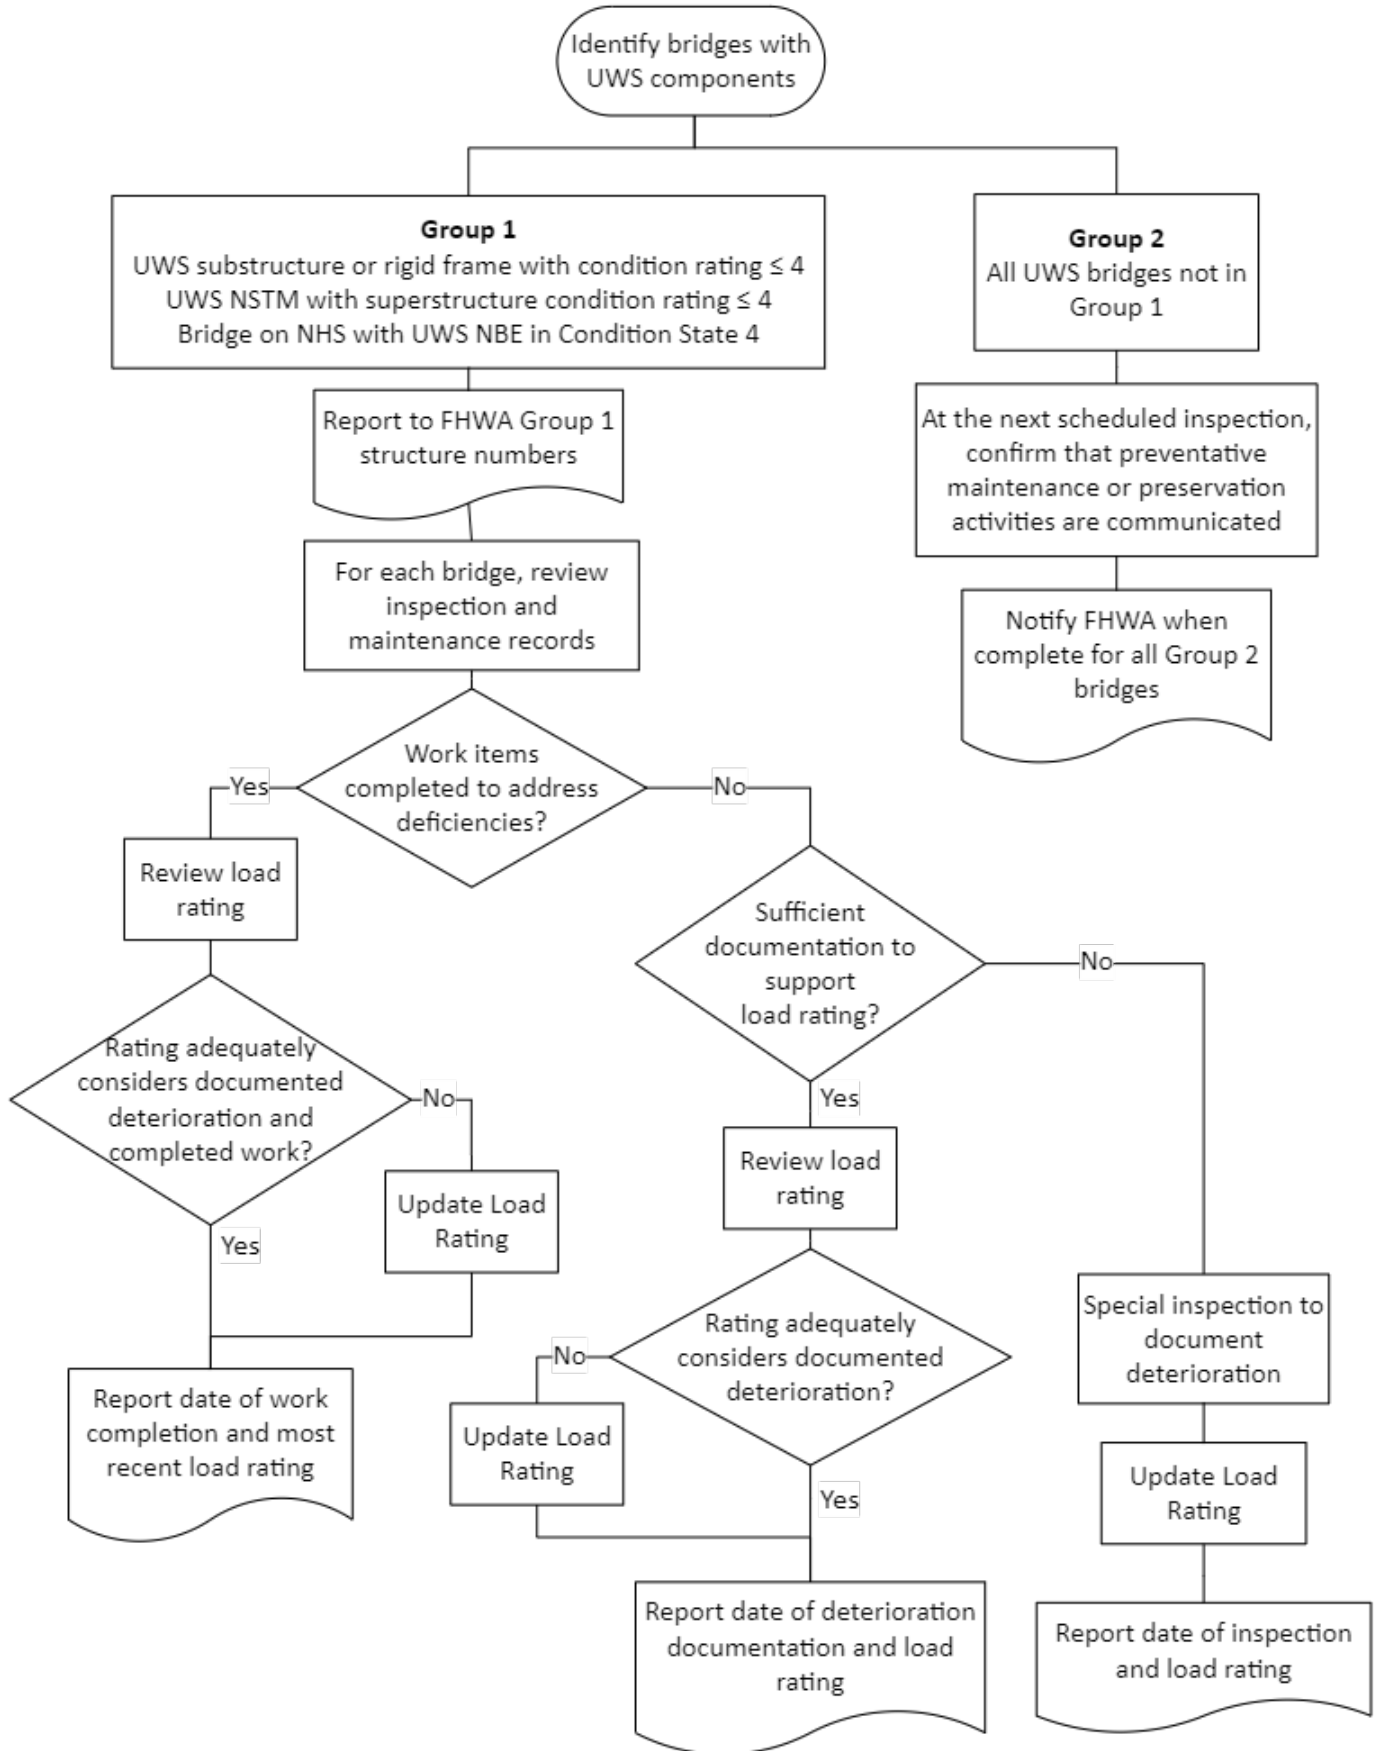 Identify bridges with
UWS components
Group 1
UWS substructure or rigid frame with condition rating ≤ 4
UWS NSTM with superstructure condition rating ≤ 4
Bridge on NHS with UWS NBE in Condition State 4
Group 2
All UWS bridges not in
Group 1
Report to FHWA Group 1
structure numbers
At the next scheduled inspection,
confirm that preventative
maintenance or preservation
activities are communicated
For each bridge, review
inspection and
maintenance records
Notify FHWA when
complete for all Group 2
bridges
Work items
completed to address
deficiencies?
Yes
No
Review load
rating
Sufficient
documentation to
support
load rating?
No
Rating adequately
considers documented
deterioration and
completed work?
No
Yes
Update Load
Rating
Yes
Review load
rating
Rating adequately
considers documented
deterioration?
No
Update Load
Rating
Yes
Special inspection to
document
deterioration
Update Load
Rating
Report date of work
completion and most
recent load rating
Report date of deterioration
documentation and load
rating
Report date of inspection
and load rating